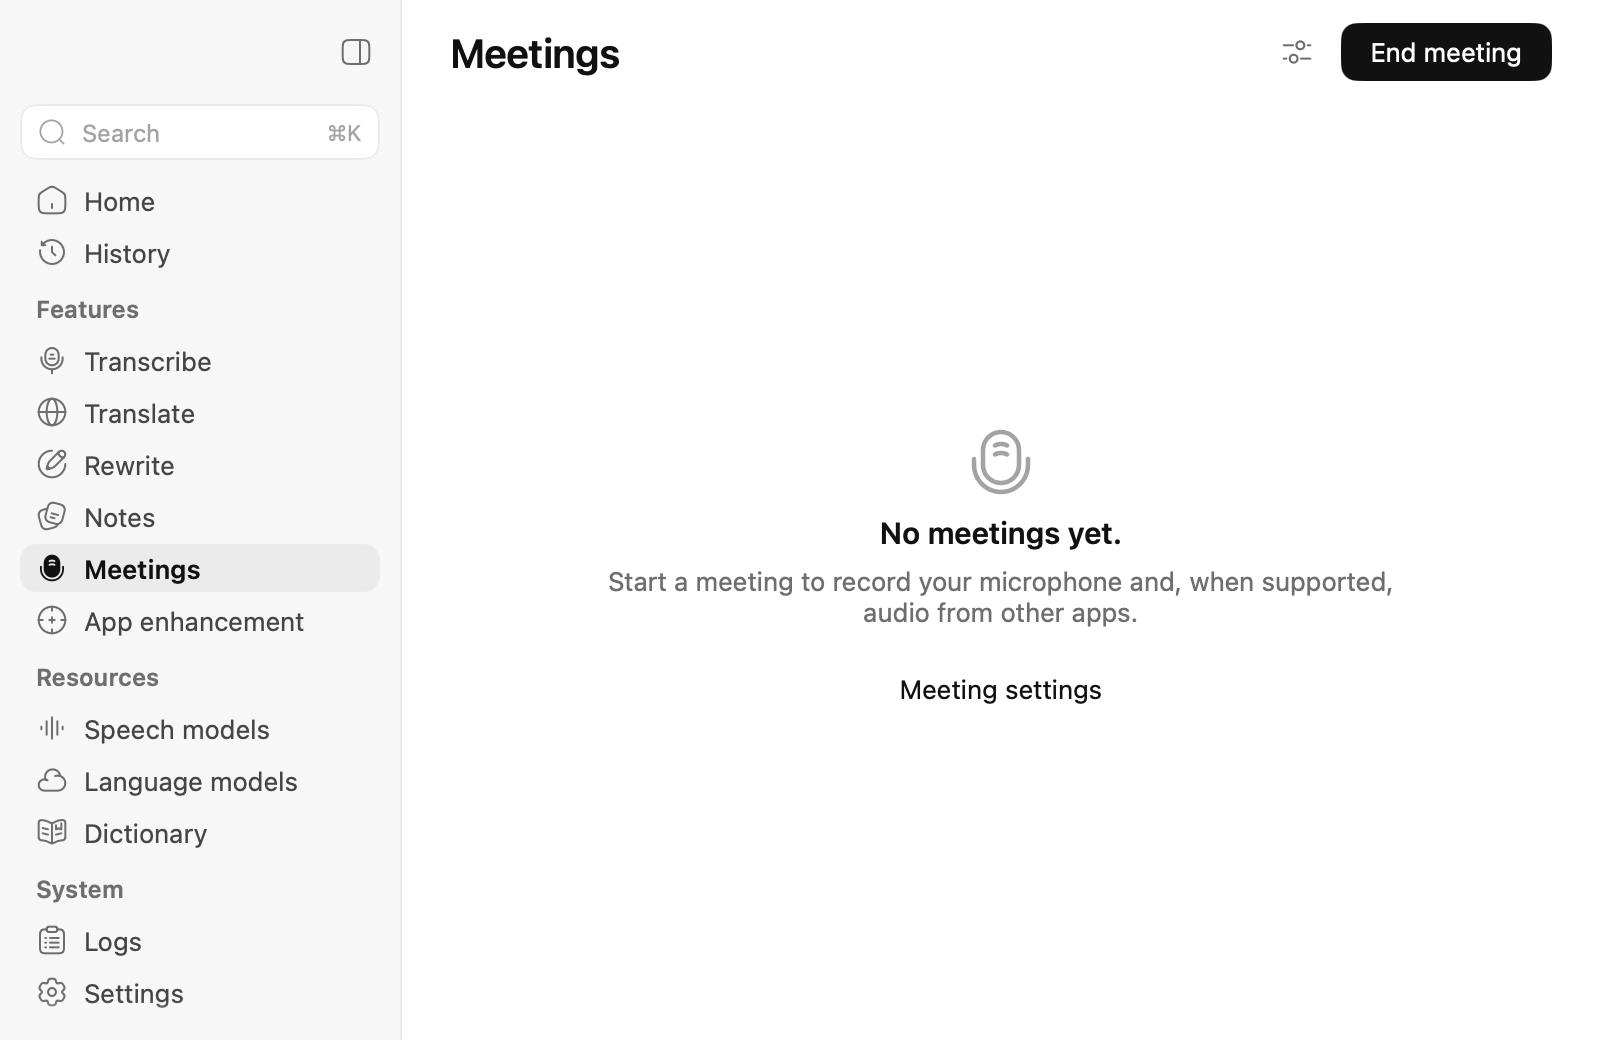 Search ⌘K
Home
History
Features
Transcribe
Translate
Rewrite
Notes
Meetings
App enhancement
Resources
Speech models
Language models
Dictionary
System
Logs
Settings
Meetings
End meeting
No meetings yet.
Start a meeting to record your microphone and, when supported,
audio from other apps.
Meeting settings